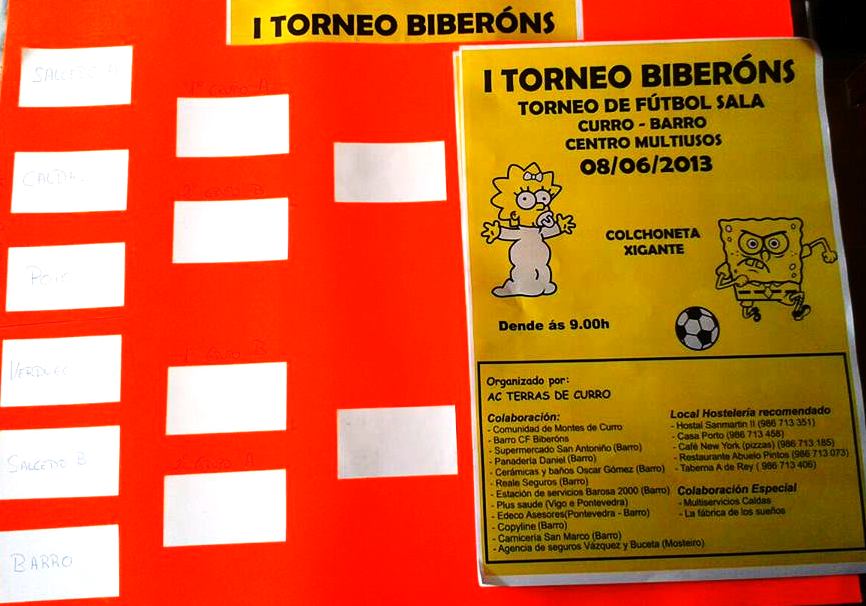 I TORNEO BIBERÓNS
SALCEDO A
CALDAS
POIO
SALCEDO B
BARRO
I TORNEO BIBERÓNS
TORNEO DE FÚTBOL SALA
CURRO - BARRO
CENTRO MULTIUSOS
08/06/2013
COLCHONETA
XIGANTE
Dende ás 9.00h
Organizado por:
AC TERRAS DE CURRO
Colaboración:
- Comunidad de Montes de Curro
- Barro CF Biberóns
- Supermercado San Antoniño (Barro)
- Panadería Daniel (Barro)
- Cerámicas y baños Oscar Gómez (Barro)
- Reale Seguros (Barro)
- Estación de servicios Barosa 2000 (Barro)
- Plus saude (Vigo e Pontevedra)
- Edeco Asesores(Pontevedra - Barro)
- Copyline (Barro)
- Carnicería San Marco (Barro)
- Agencia de seguros Vázquez y Buceta (Mosteiro)
Local Hostelería recomendado
- Hostal Sanmartin II (986 713 351)
- Casa Porto (986 713 458)
- Café New York (pizzas) (986 713 185)
- Restaurante Abuelo Pintos (986 713 073)
- Taberna A de Rey ( 986 713 406)
Colaboración Especial
- Multiservicios Caldas
- La fábrica de los sueños